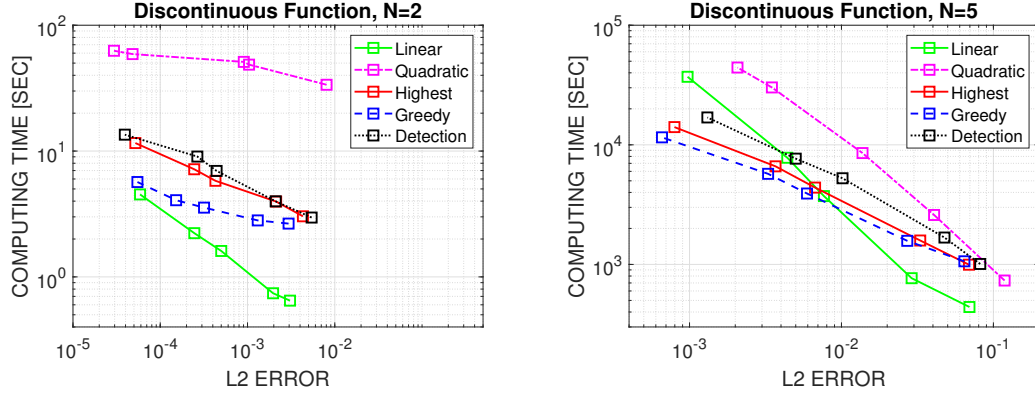 Discontinuous Function, N=2
COMPUTING TIME [SEC]
10^2
10^1
10^0
Linear
Quadratic
Highest
Greedy
Detection
10^-5
10^-4
10^-3
10^-2
L2 ERROR
Discontinuous Function, N=5
COMPUTING TIME [SEC]
10^5
10^4
10^3
Linear
Quadratic
Highest
Greedy
Detection
10^-3
10^-2
10^-1
L2 ERROR